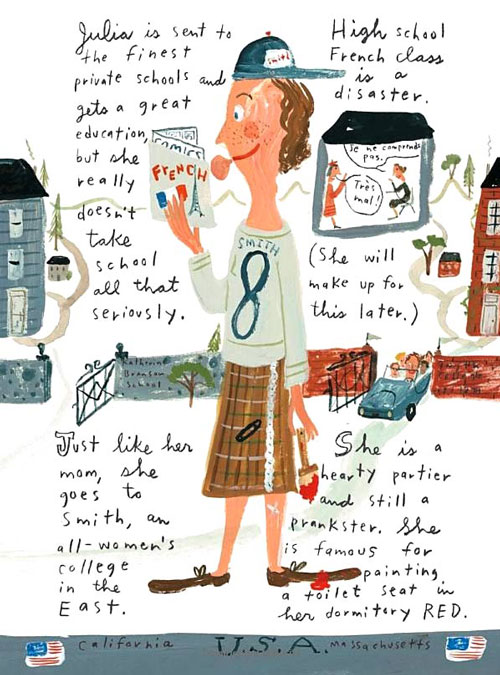 Julia is sent to
the finest
private schools and
gets a great
education,
but she
really
doesn't
take
school
all that
seriously.
High school
French class
is a
disaster.
Smith
COMICS
FRENCH
Je ne comprends
pas.
Très
mal!
(She will
make up for
this later.)
SMITH
8
Katherine
Branson
School
Just like her
mom, she
goes to
Smith, an
all-women's
college
in the
East.
She is a
hearty partier
and still a
prankster. She
is famous for
painting
a toilet seat in
her dormitory RED.
California U.S.A. Massachusetts